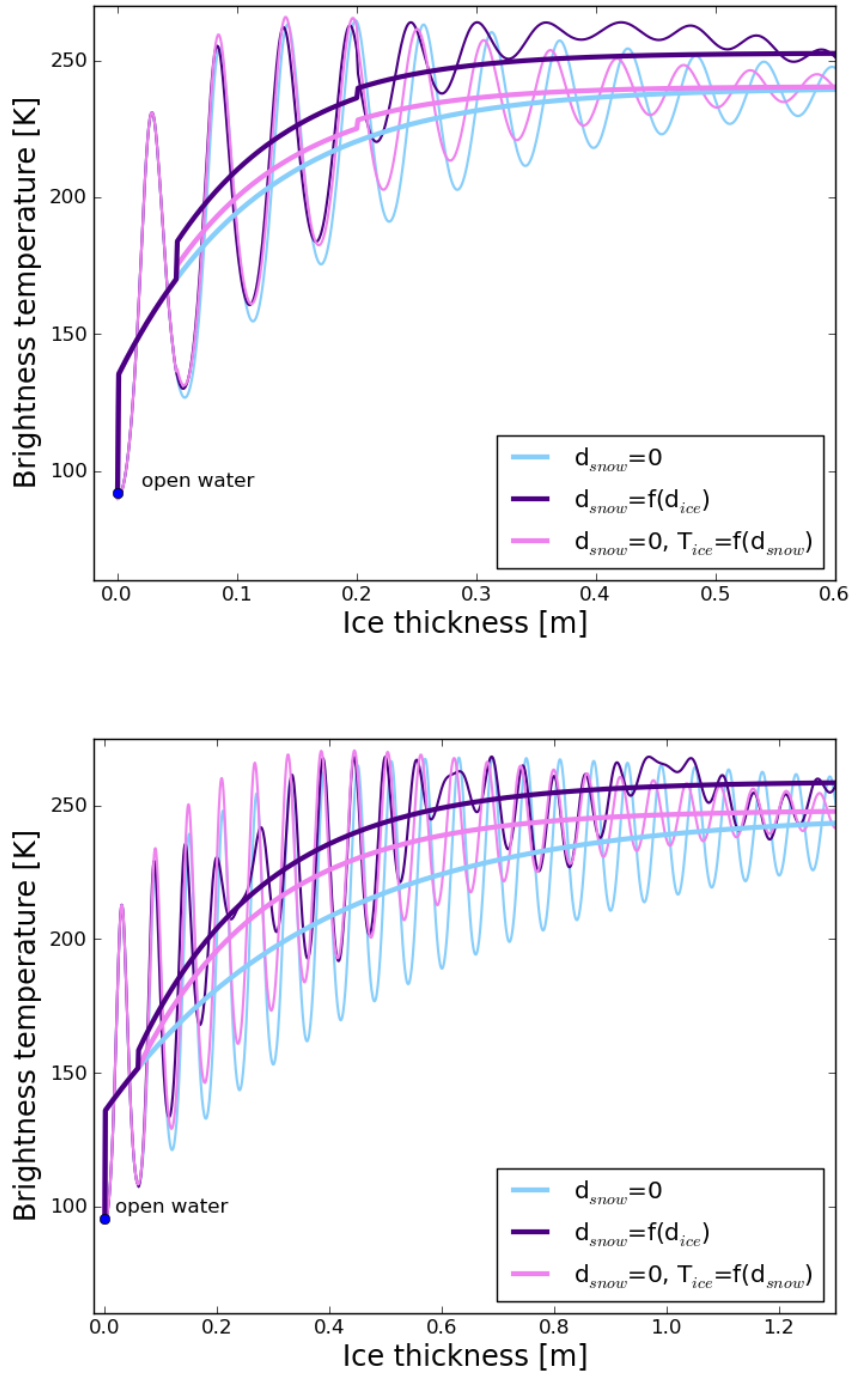 250
200
150
100
Brightness temperature [K]
open water
d_snow=0
d_snow=f(d_ice)
d_snow=0, T_ice=f(d_snow)
0.0 0.1 0.2 0.3 0.4 0.5 0.6
Ice thickness [m]
250
200
150
100
Brightness temperature [K]
open water
d_snow=0
d_snow=f(d_ice)
d_snow=0, T_ice=f(d_snow)
0.0 0.2 0.4 0.6 0.8 1.0 1.2
Ice thickness [m]